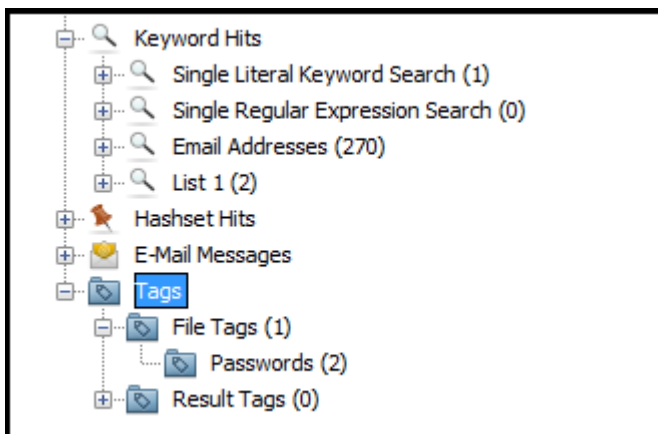 Keyword Hits
Single Literal Keyword Search (1)
Single Regular Expression Search (0)
Email Addresses (270)
List 1 (2)
Hashset Hits
E-Mail Messages
Tags
File Tags (1)
Passwords (2)
Result Tags (0)